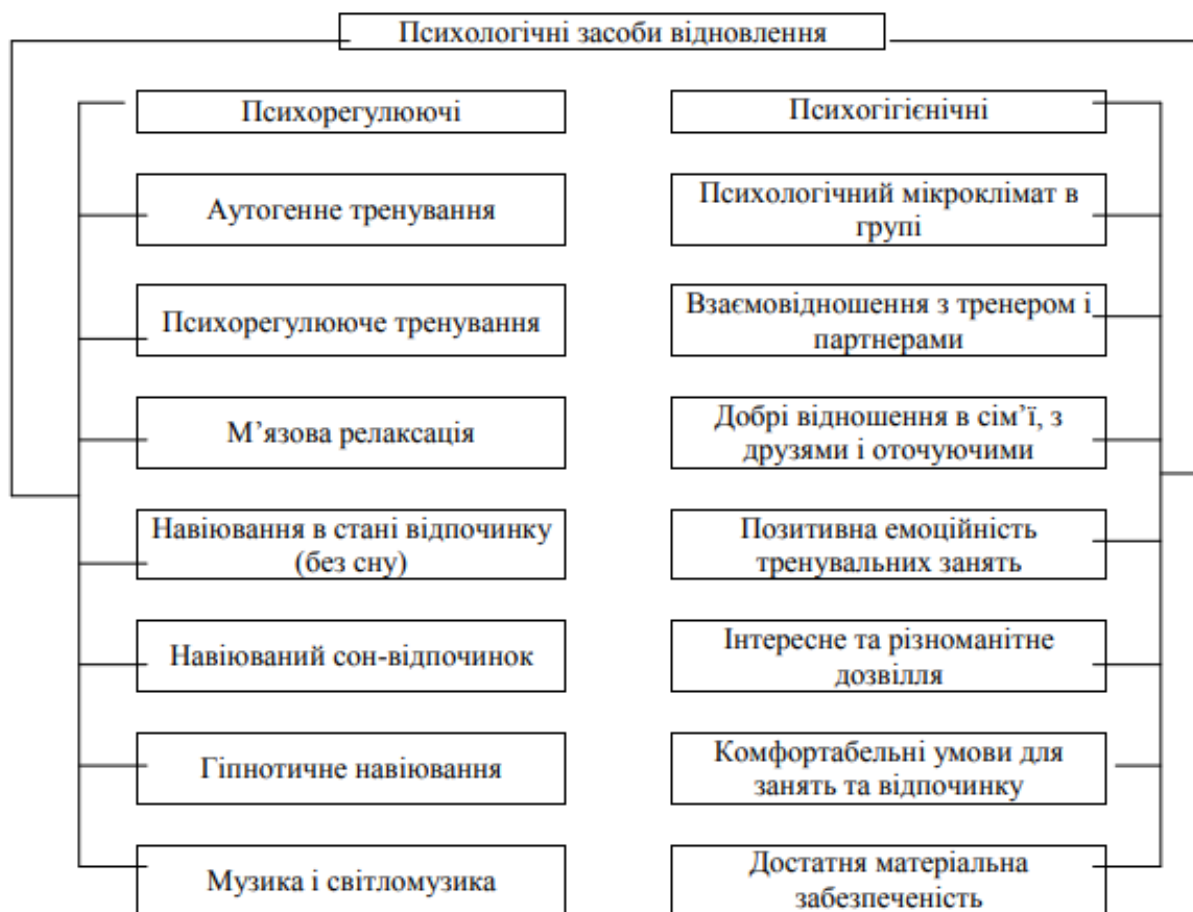 Психологічні засоби відновлення
Психорегулюючі
Аутогенне тренування
Психорегулююче тренування
М’язова релаксація
Навіювання в стані відпочинку
(без сну)
Навіюваний сон-відпочинок
Гіпнотичне навіювання
Музика і світломузика
Психогігієнічні
Психологічний мікроклімат в
групі
Взаємовідношення з тренером і
партнерами
Добрі відношення в сім’ї, з
друзями і оточуючими
Позитивна емоційність
тренувальних занять
Інтересне та різноманітне
дозвілля
Комфортабельні умови для
занять та відпочинку
Достатня матеріальна
забезпеченість